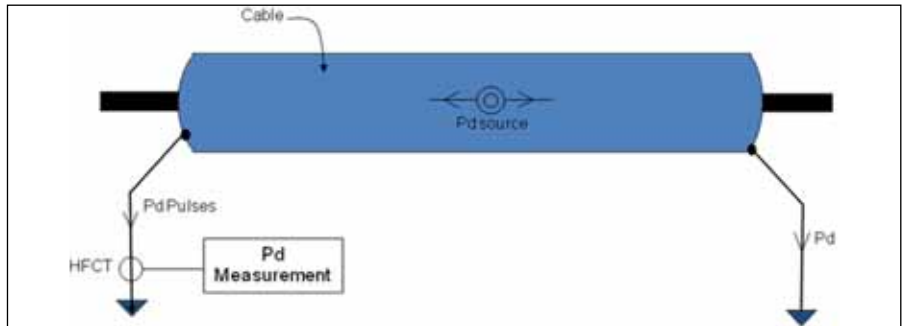 Cable
Pd source
Pd Pulses
Pd
HFCT
Pd
Measurement